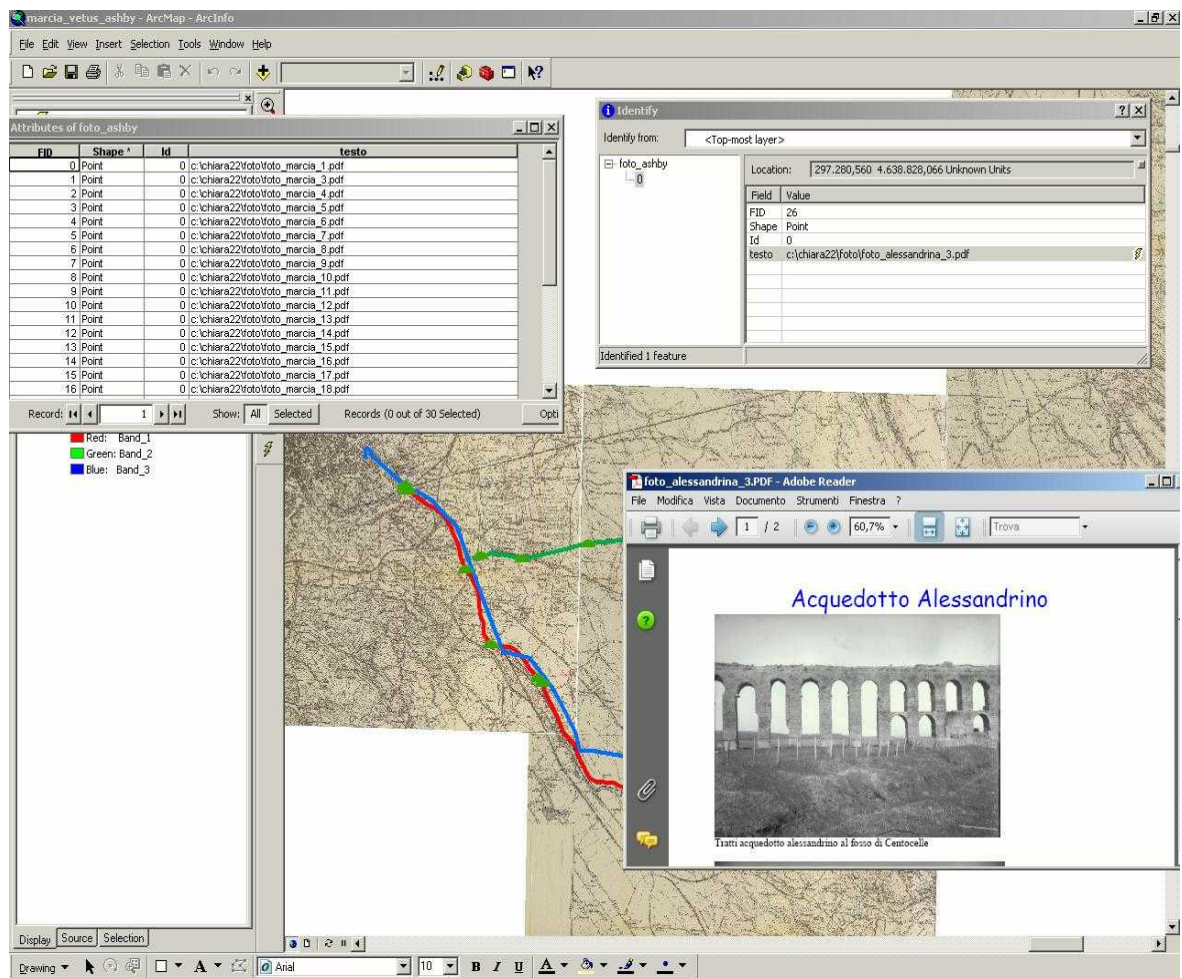 marcia_vetus_ashby - ArcMap - ArcInfo
File Edit View Insert Selection Tools Window Help
Attributes of foto_ashby
FID Shape * Id testo
0 Point 0 c:\chiara22\foto\foto_marcia_1.pdf
1 Point 0 c:\chiara22\foto\foto_marcia_3.pdf
2 Point 0 c:\chiara22\foto\foto_marcia_4.pdf
3 Point 0 c:\chiara22\foto\foto_marcia_5.pdf
4 Point 0 c:\chiara22\foto\foto_marcia_6.pdf
5 Point 0 c:\chiara22\foto\foto_marcia_7.pdf
6 Point 0 c:\chiara22\foto\foto_marcia_8.pdf
7 Point 0 c:\chiara22\foto\foto_marcia_9.pdf
8 Point 0 c:\chiara22\foto\foto_marcia_10.pdf
9 Point 0 c:\chiara22\foto\foto_marcia_11.pdf
10 Point 0 c:\chiara22\foto\foto_marcia_12.pdf
11 Point 0 c:\chiara22\foto\foto_marcia_13.pdf
12 Point 0 c:\chiara22\foto\foto_marcia_14.pdf
13 Point 0 c:\chiara22\foto\foto_marcia_15.pdf
14 Point 0 c:\chiara22\foto\foto_marcia_16.pdf
15 Point 0 c:\chiara22\foto\foto_marcia_17.pdf
16 Point 0 c:\chiara22\foto\foto_marcia_18.pdf
Record: 1 Show: All Selected Records (0 out of 30 Selected) Opti
Red: Band_1
Green: Band_2
Blue: Band_3
Identify
Identify from: <Top-most layer>
foto_ashby
0
Location: 297.280,560 4.638.828,066 Unknown Units
Field Value
FID 26
Shape Point
Id 0
testo c:\chiara22\foto\foto_alessandrina_3.pdf
Identified 1 feature
foto_alessandrina_3.PDF - Adobe Reader
File Modifica Vista Documento Strumenti Finestra ?
1 / 2 60,7% Trova
Acquedotto Alessandrino
Tratti acquedotto alessandrino al fosso di Centocelle
Display Source Selection
Drawing A Arial 10 B I U A